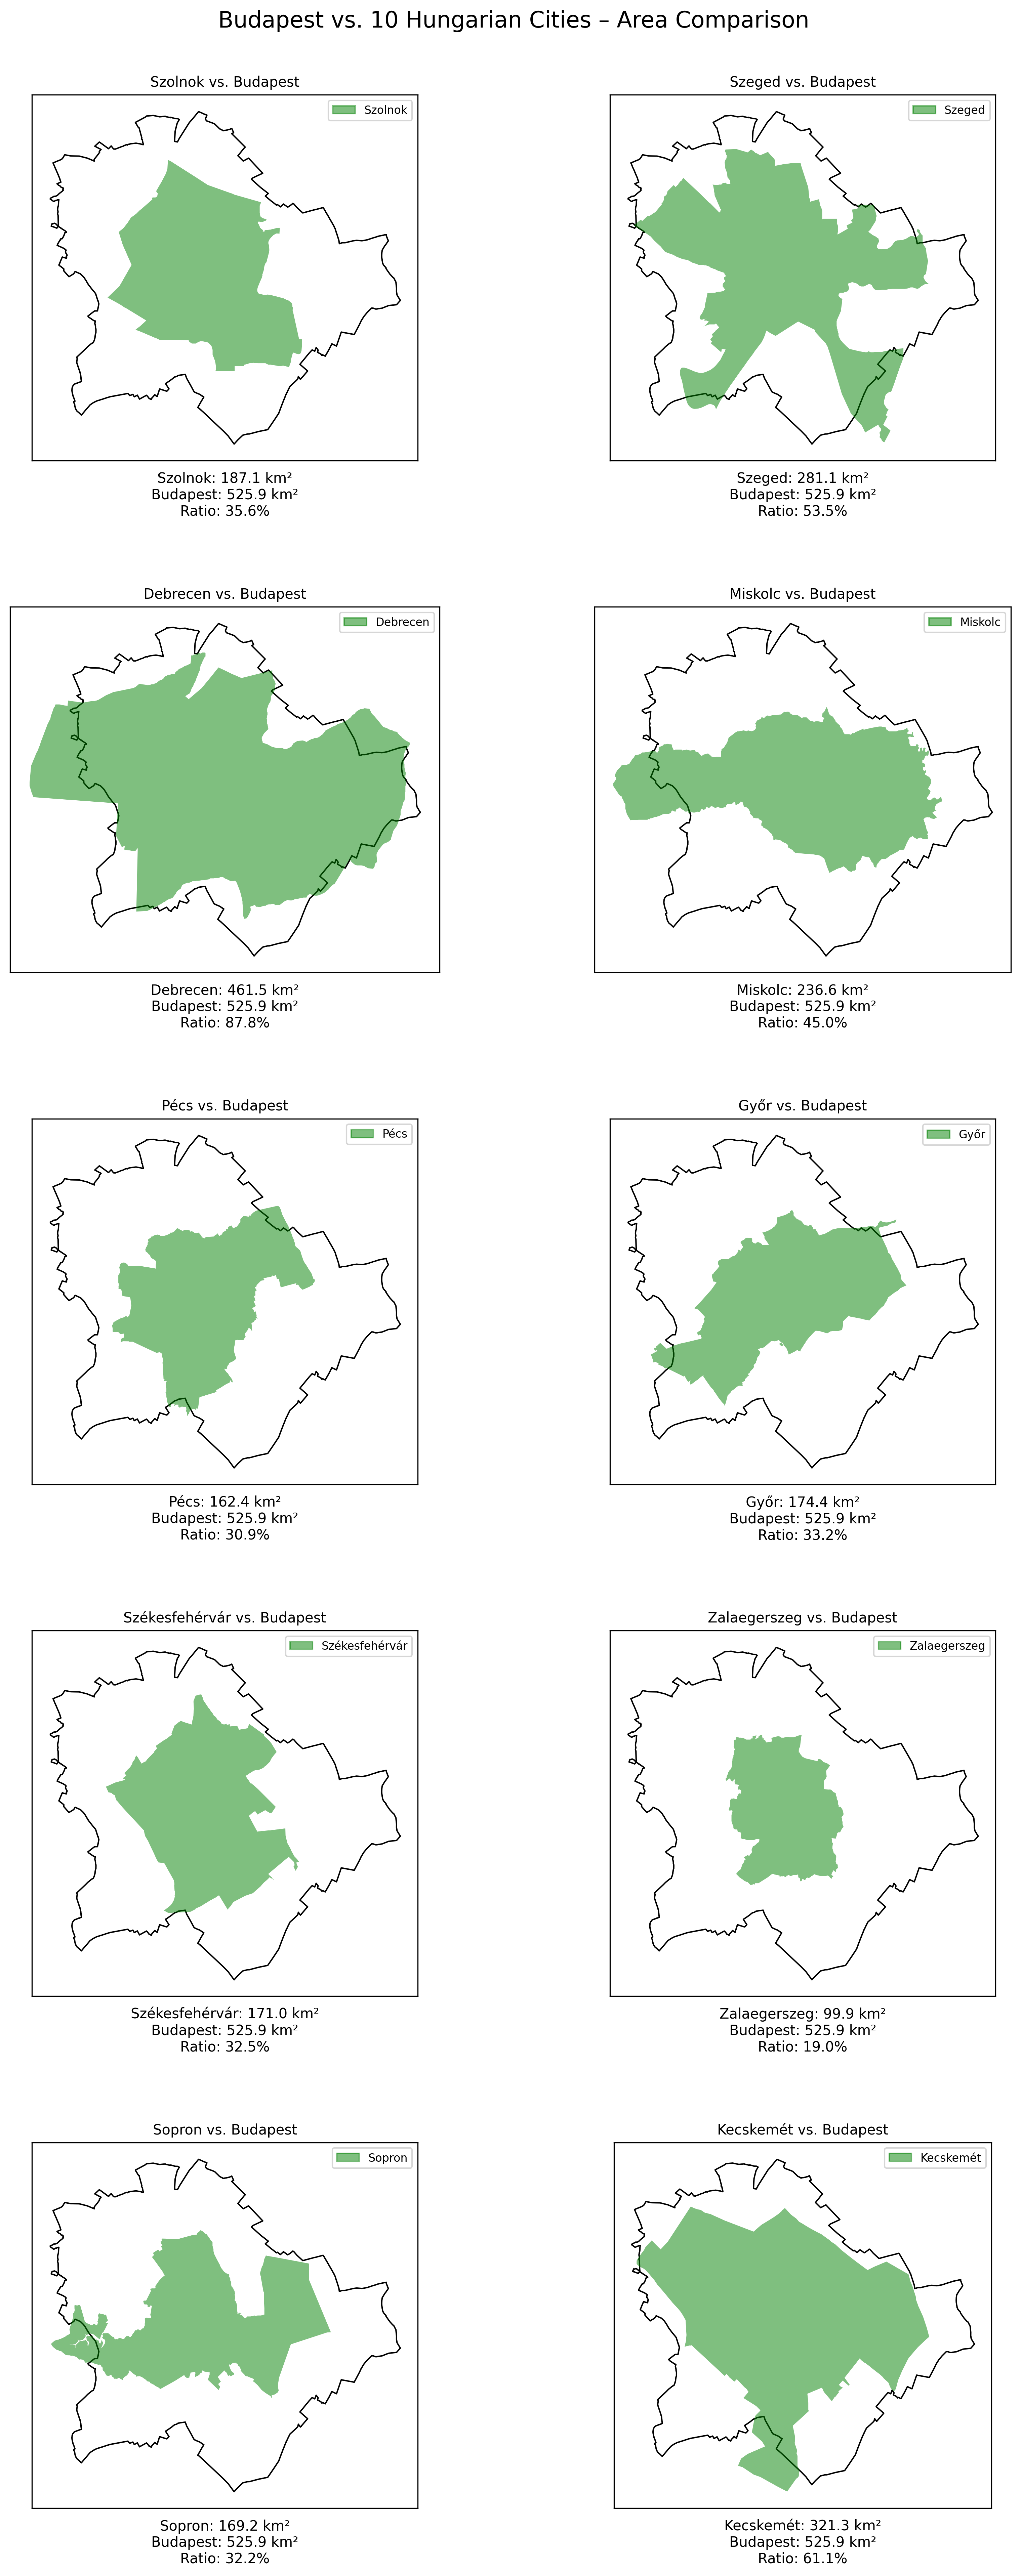 Budapest vs. 10 Hungarian Cities – Area Comparison
Szolnok vs. Budapest
Szolnok
Szolnok: 187.1 km²
Budapest: 525.9 km²
Ratio: 35.6%
Szeged vs. Budapest
Szeged
Szeged: 281.1 km²
Budapest: 525.9 km²
Ratio: 53.5%
Debrecen vs. Budapest
Debrecen
Debrecen: 461.5 km²
Budapest: 525.9 km²
Ratio: 87.8%
Miskolc vs. Budapest
Miskolc
Miskolc: 236.6 km²
Budapest: 525.9 km²
Ratio: 45.0%
Pécs vs. Budapest
Pécs
Pécs: 162.4 km²
Budapest: 525.9 km²
Ratio: 30.9%
Győr vs. Budapest
Győr
Győr: 174.4 km²
Budapest: 525.9 km²
Ratio: 33.2%
Székesfehérvár vs. Budapest
Székesfehérvár
Székesfehérvár: 171.0 km²
Budapest: 525.9 km²
Ratio: 32.5%
Zalaegerszeg vs. Budapest
Zalaegerszeg
Zalaegerszeg: 99.9 km²
Budapest: 525.9 km²
Ratio: 19.0%
Sopron vs. Budapest
Sopron
Sopron: 169.2 km²
Budapest: 525.9 km²
Ratio: 32.2%
Kecskemét vs. Budapest
Kecskemét
Kecskemét: 321.3 km²
Budapest: 525.9 km²
Ratio: 61.1%